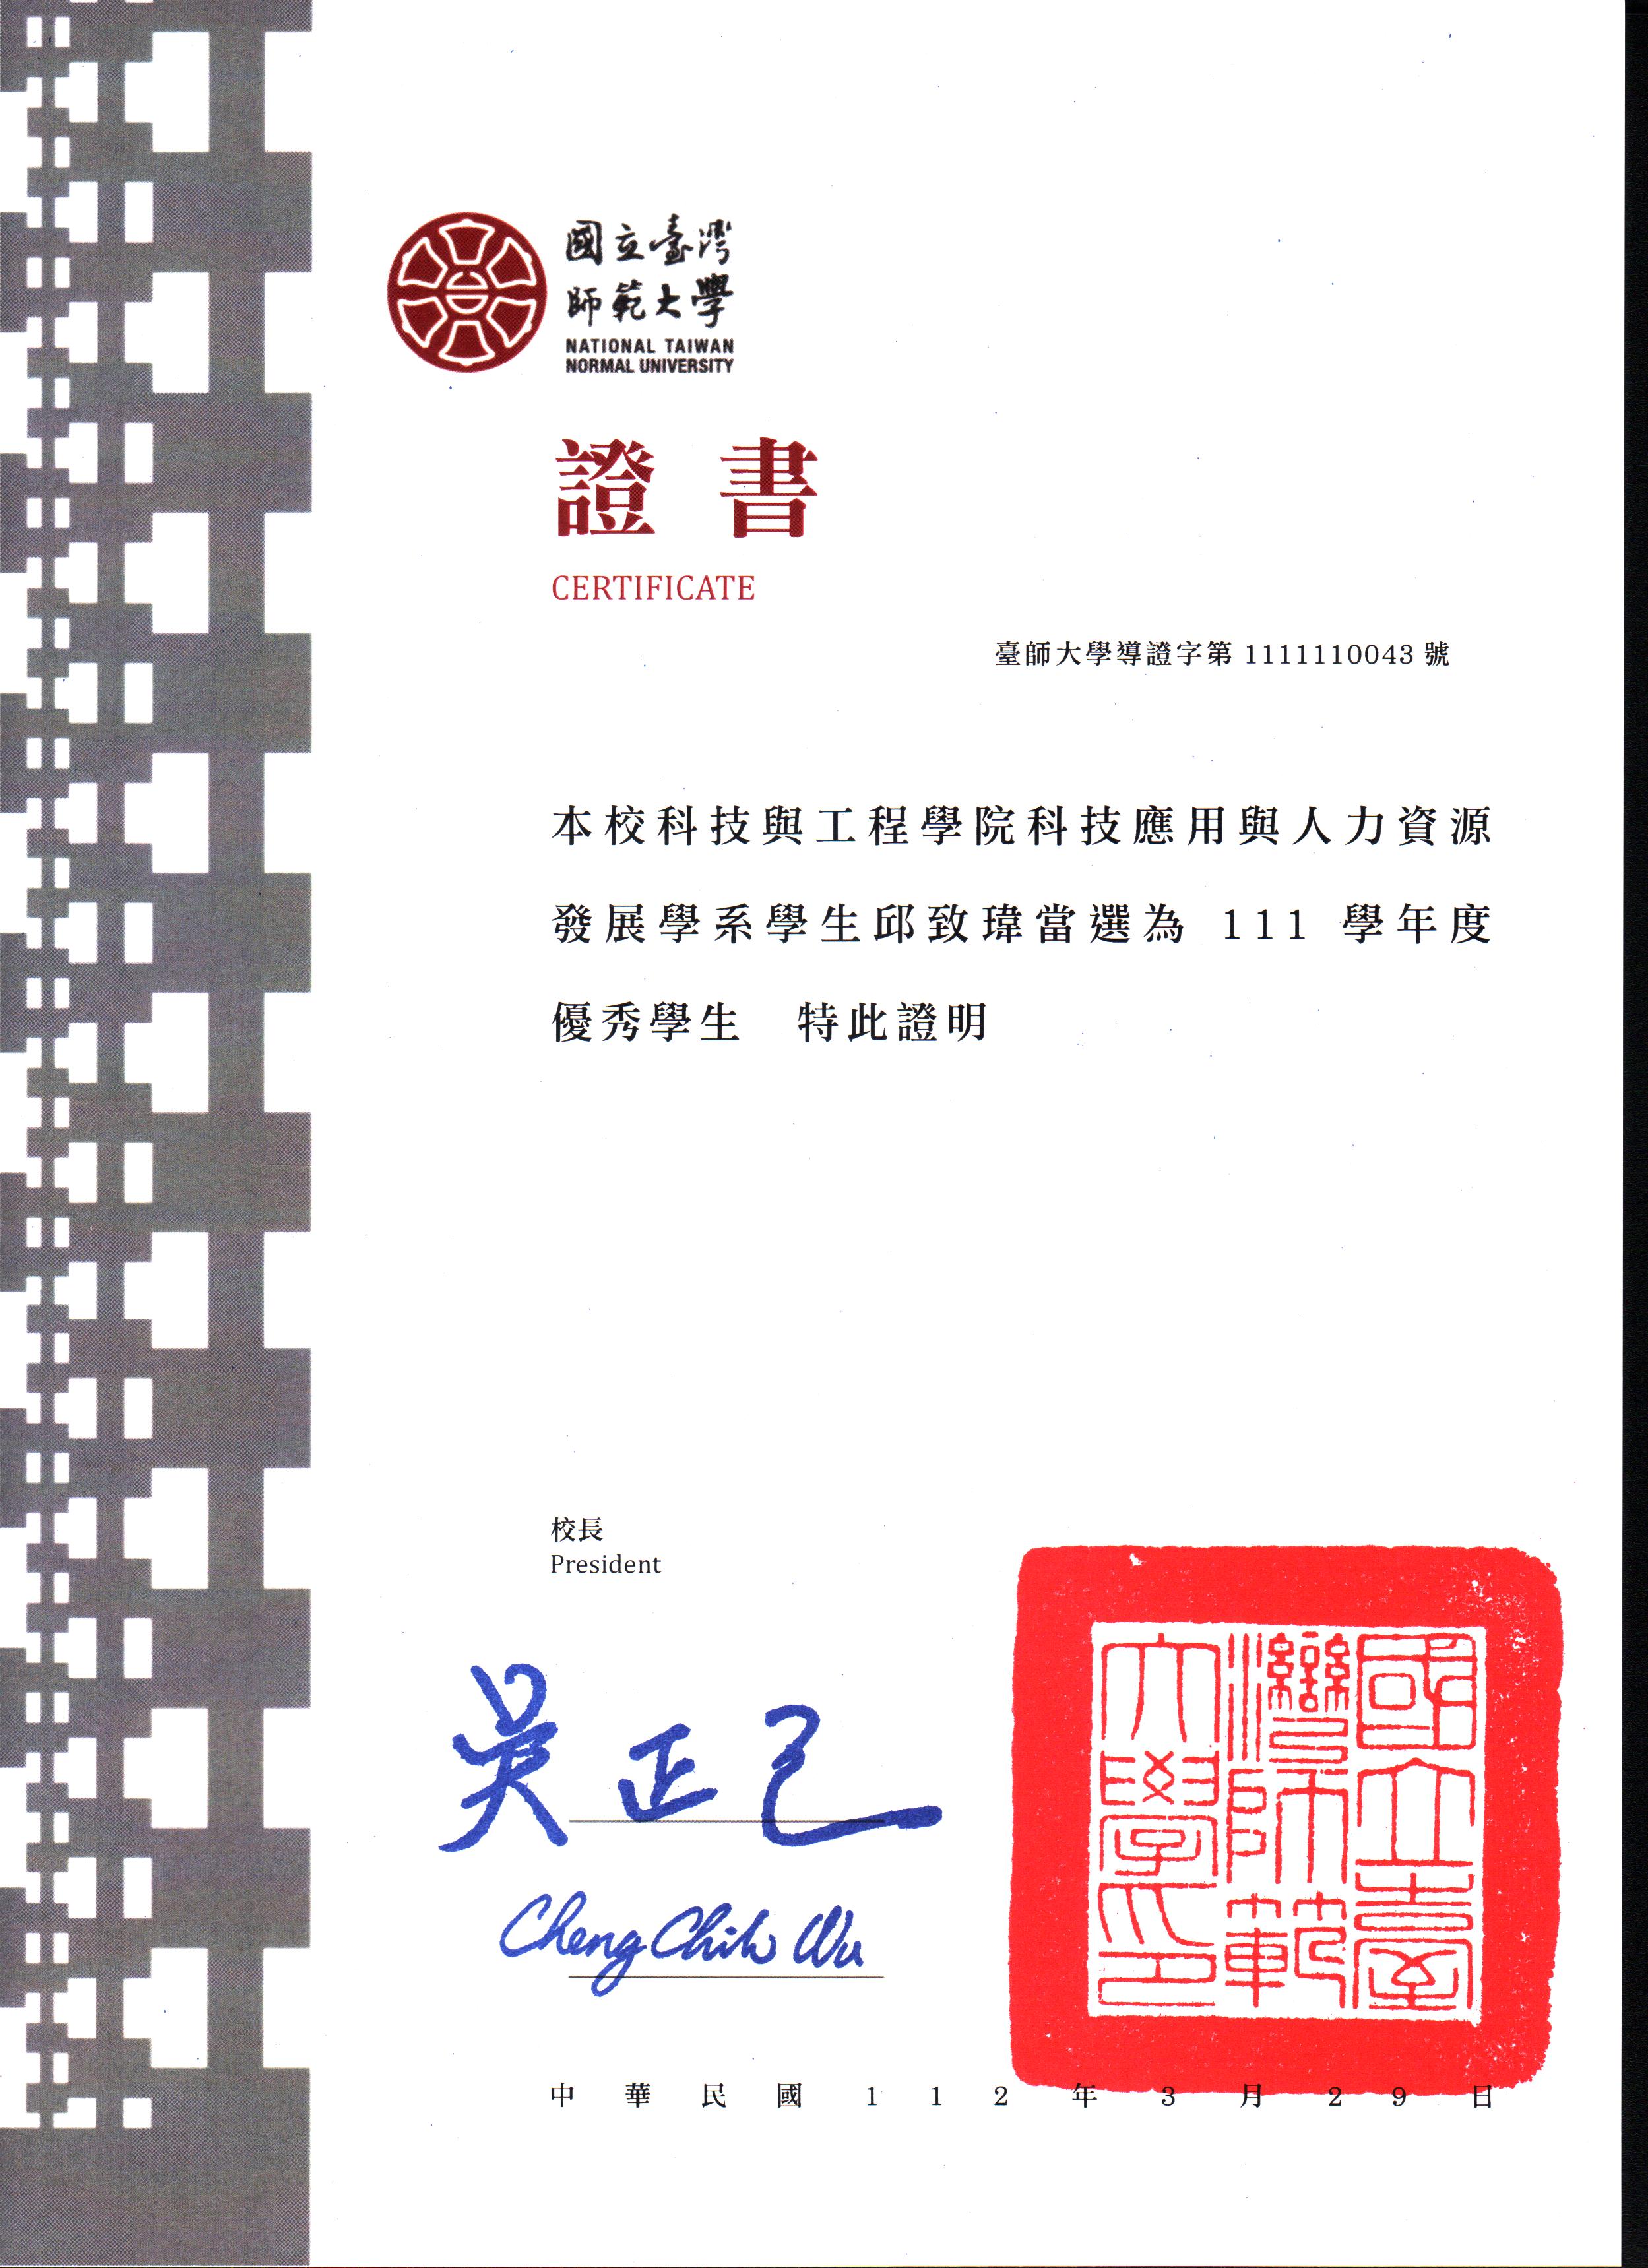 國立臺灣
師範大學
NATIONAL TAIWAN
NORMAL UNIVERSITY
證書
CERTIFICATE
臺師大學導證字第 1111110043 號
本校科技與工程學院科技應用與人力資源
發展學系學生邱致瑋當選為 111 學年度
優秀學生 特此證明
校長
President
吳正己
Cheng Chih Wu
國立臺灣師範大學印
中華民國112年3月29日